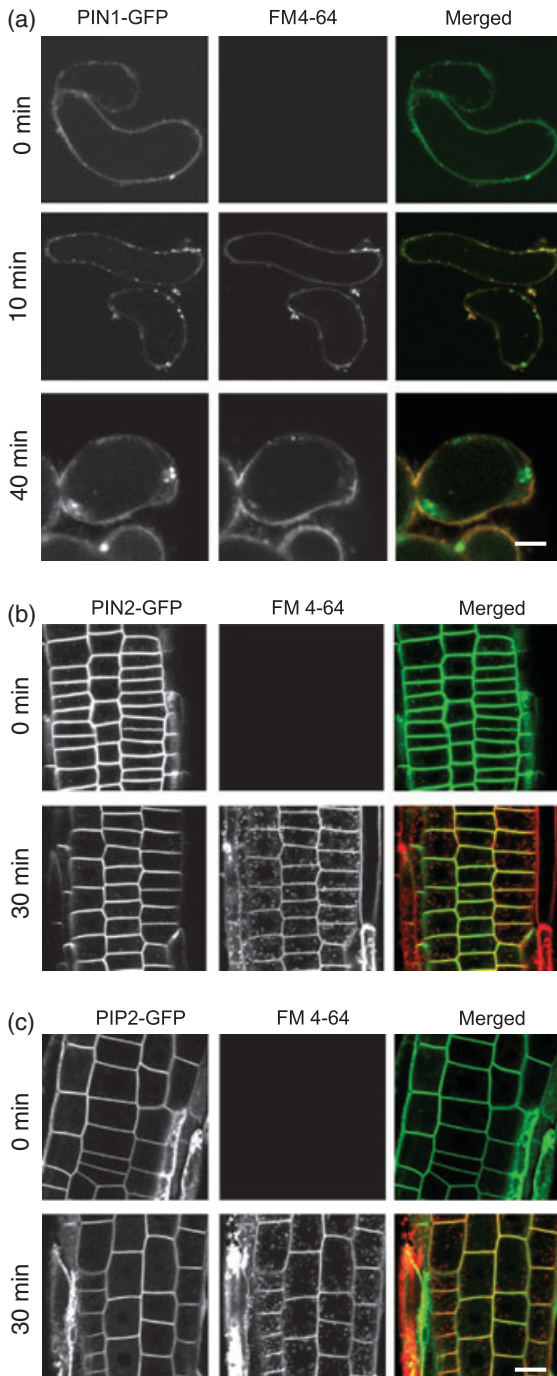 (a) PIN1-GFP FM4-64 Merged
0 min
10 min
40 min
(b) PIN2-GFP FM 4-64 Merged
0 min
30 min
(c) PIP2-GFP FM 4-64 Merged
0 min
30 min